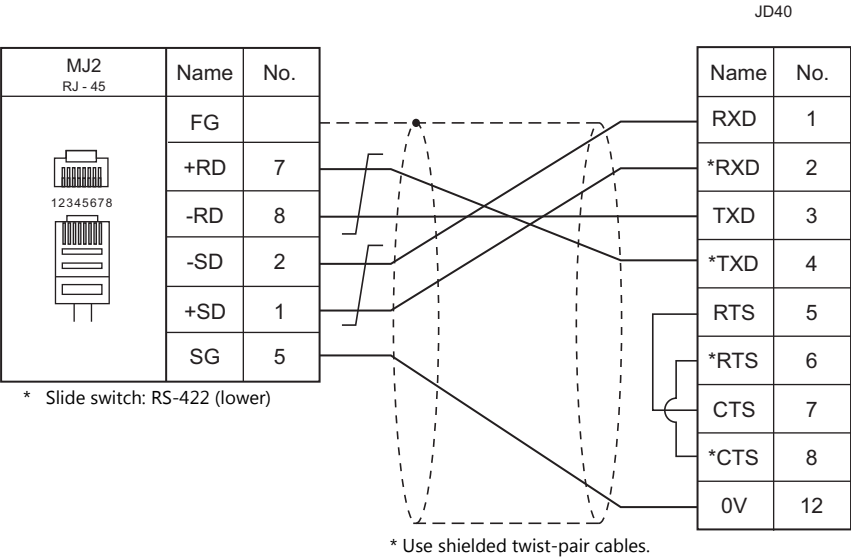 JD40
MJ2
RJ - 45
Name No.
FG
+RD 7
-RD 8
-SD 2
+SD 1
SG 5
12345678
* Slide switch: RS-422 (lower)
Name No.
RXD 1
*RXD 2
TXD 3
*TXD 4
RTS 5
*RTS 6
CTS 7
*CTS 8
0V 12
* Use shielded twist-pair cables.